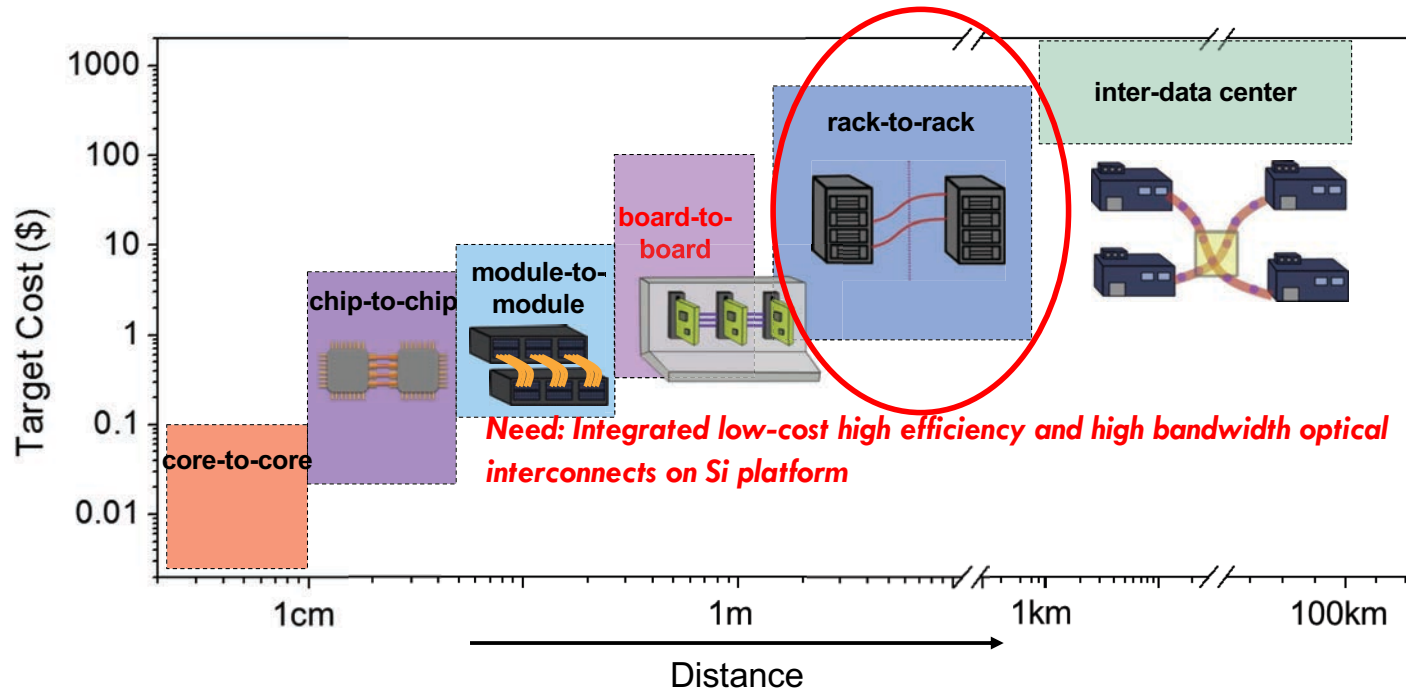 1000
100
10
1
0.1
0.01
Target Cost ($)
inter-data center
rack-to-rack
board-to-
board
module-to-
module
chip-to-chip
core-to-core
Need: Integrated low-cost high efficiency and high bandwidth optical
interconnects on Si platform
1cm
1m
1km
100km
Distance